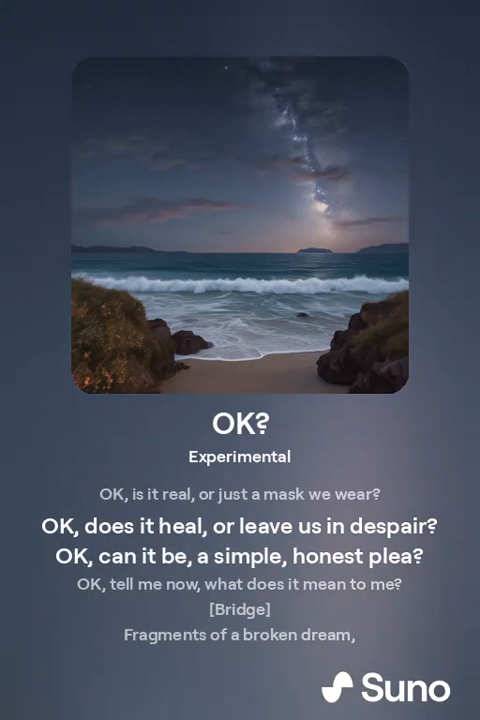 OK?
Experimental
OK, is it real, or just a mask we wear?
OK, does it heal, or leave us in despair?
OK, can it be, a simple, honest plea?
OK, tell me now, what does it mean to me?
[Bridge]
Fragments of a broken dream,
Suno